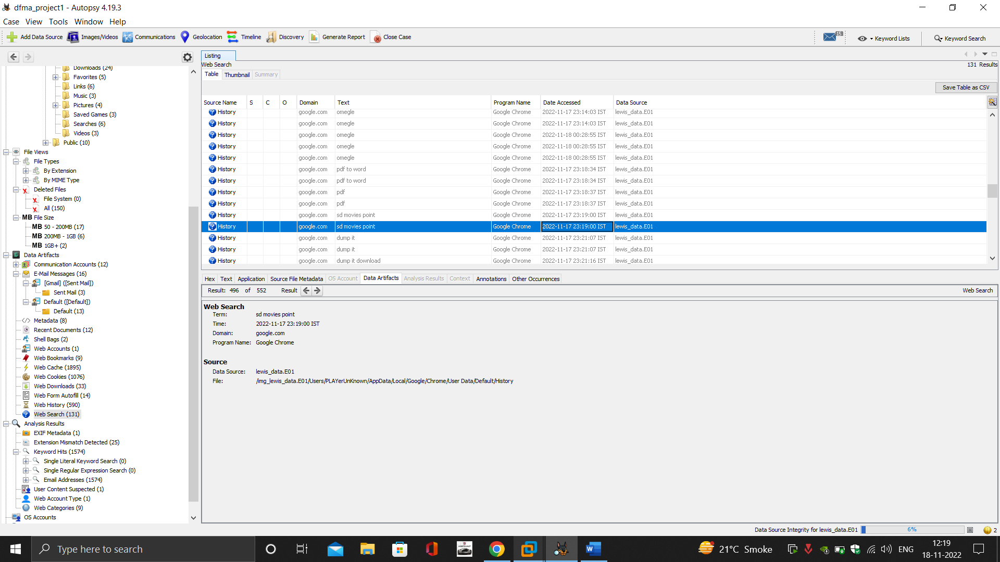 dfma_project1 - Autopsy 4.19.3
Case View Tools Window Help
Add Data Source Images/Videos Communications Geolocation Timeline Discovery Generate Report Close Case 15 Keyword Lists Keyword Search
Downloads (24)
Favorites (5)
Links (6)
Music (3)
Pictures (4)
Saved Games (3)
Searches (6)
Videos (3)
Public (10)
File Views
File Types
By Extension
By MIME Type
Deleted Files
File System (0)
All (150)
MB File Size
MB 50 - 200MB (17)
MB 200MB - 1GB (6)
MB 1GB+ (2)
Data Artifacts
Communication Accounts (12)
E-Mail Messages (16)
[Gmail] ([Sent Mail])
Sent Mail (3)
Default ([Default])
Default (13)
Metadata (8)
Recent Documents (12)
Shell Bags (2)
Web Accounts (1)
Web Bookmarks (9)
Web Cache (1895)
Web Cookies (1076)
Web Downloads (33)
Web Form Autofill (14)
Web History (590)
Web Search (131)
Analysis Results
EXIF Metadata (1)
Extension Mismatch Detected (25)
Keyword Hits (1574)
Single Literal Keyword Search (0)
Single Regular Expression Search (0)
Email Addresses (1574)
User Content Suspected (1)
Web Account Type (1)
Web Categories (9)
OS Accounts
Listing
Web Search
131 Results
Table Thumbnail Summary
Save Table as CSV
Source Name S C O Domain Text Program Name Date Accessed Data Source
History google.com omegle Google Chrome 2022-11-17 23:14:03 IST lewis_data.E01
History google.com omegle Google Chrome 2022-11-17 23:14:03 IST lewis_data.E01
History google.com omegle Google Chrome 2022-11-18 00:28:55 IST lewis_data.E01
History google.com omegle Google Chrome 2022-11-18 00:28:55 IST lewis_data.E01
History google.com omegle Google Chrome 2022-11-18 00:28:55 IST lewis_data.E01
History google.com pdf to word Google Chrome 2022-11-17 23:18:34 IST lewis_data.E01
History google.com pdf to word Google Chrome 2022-11-17 23:18:34 IST lewis_data.E01
History google.com pdf Google Chrome 2022-11-17 23:18:37 IST lewis_data.E01
History google.com pdf Google Chrome 2022-11-17 23:18:37 IST lewis_data.E01
History google.com sd movies point Google Chrome 2022-11-17 23:19:00 IST lewis_data.E01
History google.com sd movies point Google Chrome 2022-11-17 23:19:00 IST lewis_data.E01
History google.com dump it Google Chrome 2022-11-17 23:21:07 IST lewis_data.E01
History google.com dump it Google Chrome 2022-11-17 23:21:07 IST lewis_data.E01
History google.com dump it download Google Chrome 2022-11-17 23:21:16 IST lewis_data.E01
Hex Text Application Source File Metadata OS Account Data Artifacts Analysis Results Context Annotations Other Occurrences
Result: 496 of 552 Result Web Search
Web Search
Term: sd movies point
Time: 2022-11-17 23:19:00 IST
Domain: google.com
Program Name: Google Chrome
Source
Data Source: lewis_data.E01
File: /img_lewis_data.E01/Users/PLAYerUnKnown/AppData/Local/Google/Chrome/User Data/Default/History
Data Source Integrity for lewis_data.E01 6% 2
Type here to search
21°C Smoke
ENG
12:19
18-11-2022